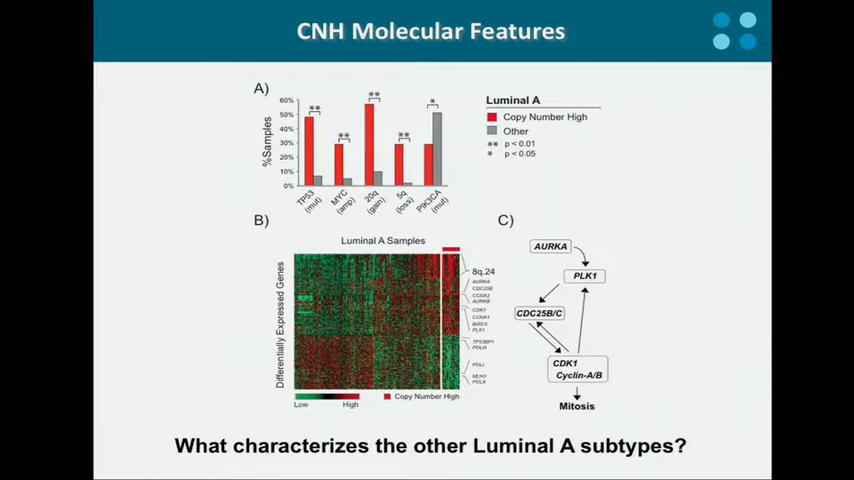 CNH Molecular Features
A)
60%
50%
40%
30%
20%
10%
0%
%Samples
**
**
**
**
*
TP53
(mut)
MYC
(amp)
20q
(gain)
5q
(loss)
PIK3CA
(mut)
Luminal A
Copy Number High
Other
** p < 0.01
* p < 0.05
B)
Luminal A Samples
Differentially Expressed Genes
8q.24
AURKA
CDC25B
CCNA2
AURKB
CDK1
CCNA1
BIRC5
PLK1
TP53BP1
POLH
POLI
MLH3
POLK
Low
High
Copy Number High
C)
AURKA
PLK1
CDC25B/C
CDK1
Cyclin-A/B
Mitosis
What characterizes the other Luminal A subtypes?